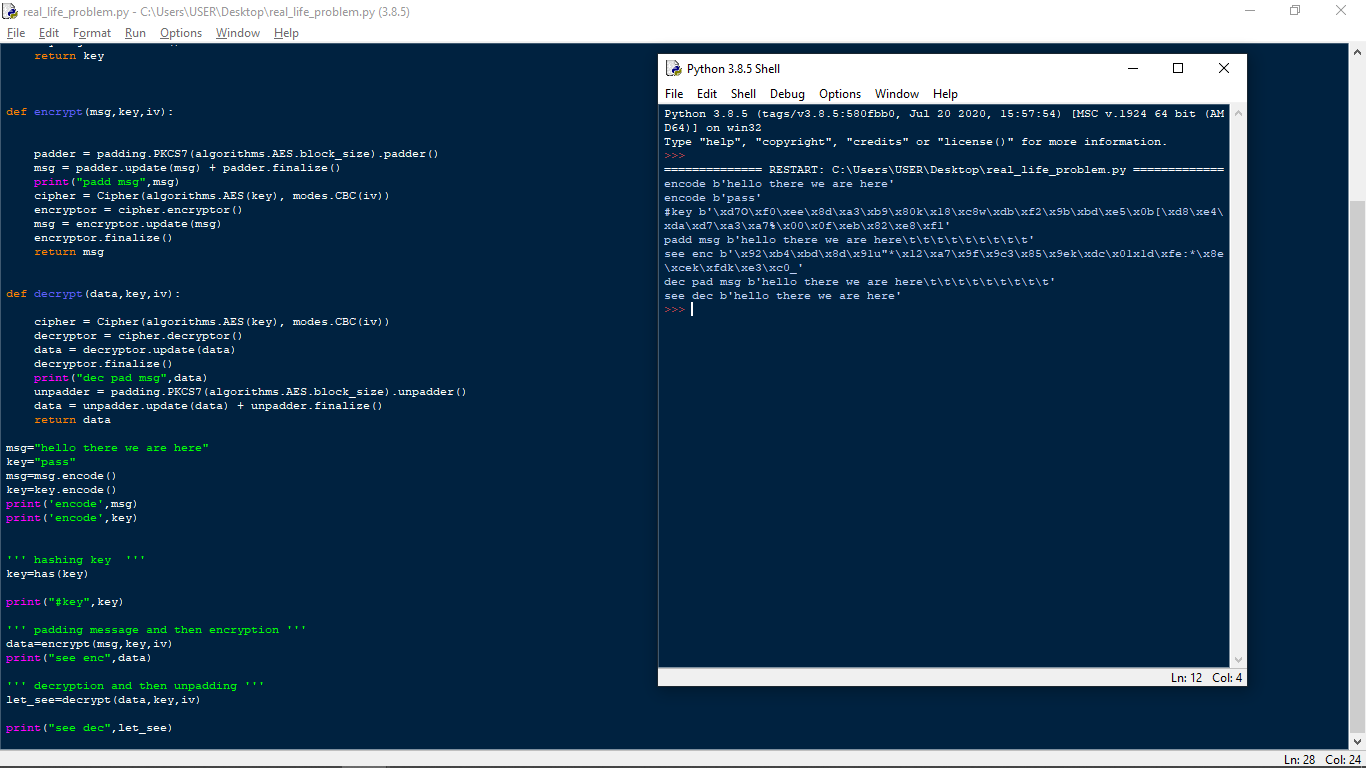 real_life_problem.py - C:\Users\USER\Desktop\real_life_problem.py (3.8.5)
File Edit Format Run Options Window Help
return key
def encrypt(msg,key,iv):
padder = padding.PKCS7(algorithms.AES.block_size).padder()
msg = padder.update(msg) + padder.finalize()
print("padd msg",msg)
cipher = Cipher(algorithms.AES(key), modes.CBC(iv))
encryptor = cipher.encryptor()
msg = encryptor.update(msg)
encryptor.finalize()
return msg
def decrypt(data,key,iv):
cipher = Cipher(algorithms.AES(key), modes.CBC(iv))
decryptor = cipher.decryptor()
data = decryptor.update(data)
decryptor.finalize()
print("dec pad msg",data)
unpadder = padding.PKCS7(algorithms.AES.block_size).unpadder()
data = unpadder.update(data) + unpadder.finalize()
return data
msg="hello there we are here"
key="pass"
msg=msg.encode()
key=key.encode()
print('encode',msg)
print('encode',key)
''' hashing key  '''
key=has(key)
print("#key",key)
''' padding message and then encryption '''
data=encrypt(msg,key,iv)
print("see enc",data)
''' decryption and then unpadding '''
let_see=decrypt(data,key,iv)
print("see dec",let_see)
Python 3.8.5 Shell
File Edit Shell Debug Options Window Help
Python 3.8.5 (tags/v3.8.5:580fbb0, Jul 20 2020, 15:57:54) [MSC v.1924 64 bit (AM
D64)] on win32
Type "help", "copyright", "credits" or "license()" for more information.
>>>
============== RESTART: C:\Users\USER\Desktop\real_life_problem.py =============
encode b'hello there we are here'
encode b'pass'
#key b'\xd7O\xf0\xee\x8d\xa3\xb9\x80k\x18\xc8w\xdb\xf2\x9b\xbd\xe5\x0b[\xd8\xe4\
xda\xd7\xa3\xa7%\x00\x0f\xeb\x82\xe8\xf1'
padd msg b'hello there we are here\t\t\t\t\t\t\t\t\t'
see enc b'\x92\xb4\xbd\x8d\x91u"*\x12\xa7\x9f\x9c3\x85\x9ek\xdc\x01x1d\xfe:*\x8e
\xcek\xfdk\xe3\xc0_'
dec pad msg b'hello there we are here\t\t\t\t\t\t\t\t\t'
see dec b'hello there we are here'
>>>
Ln: 12 Col: 4
Ln: 28 Col: 24